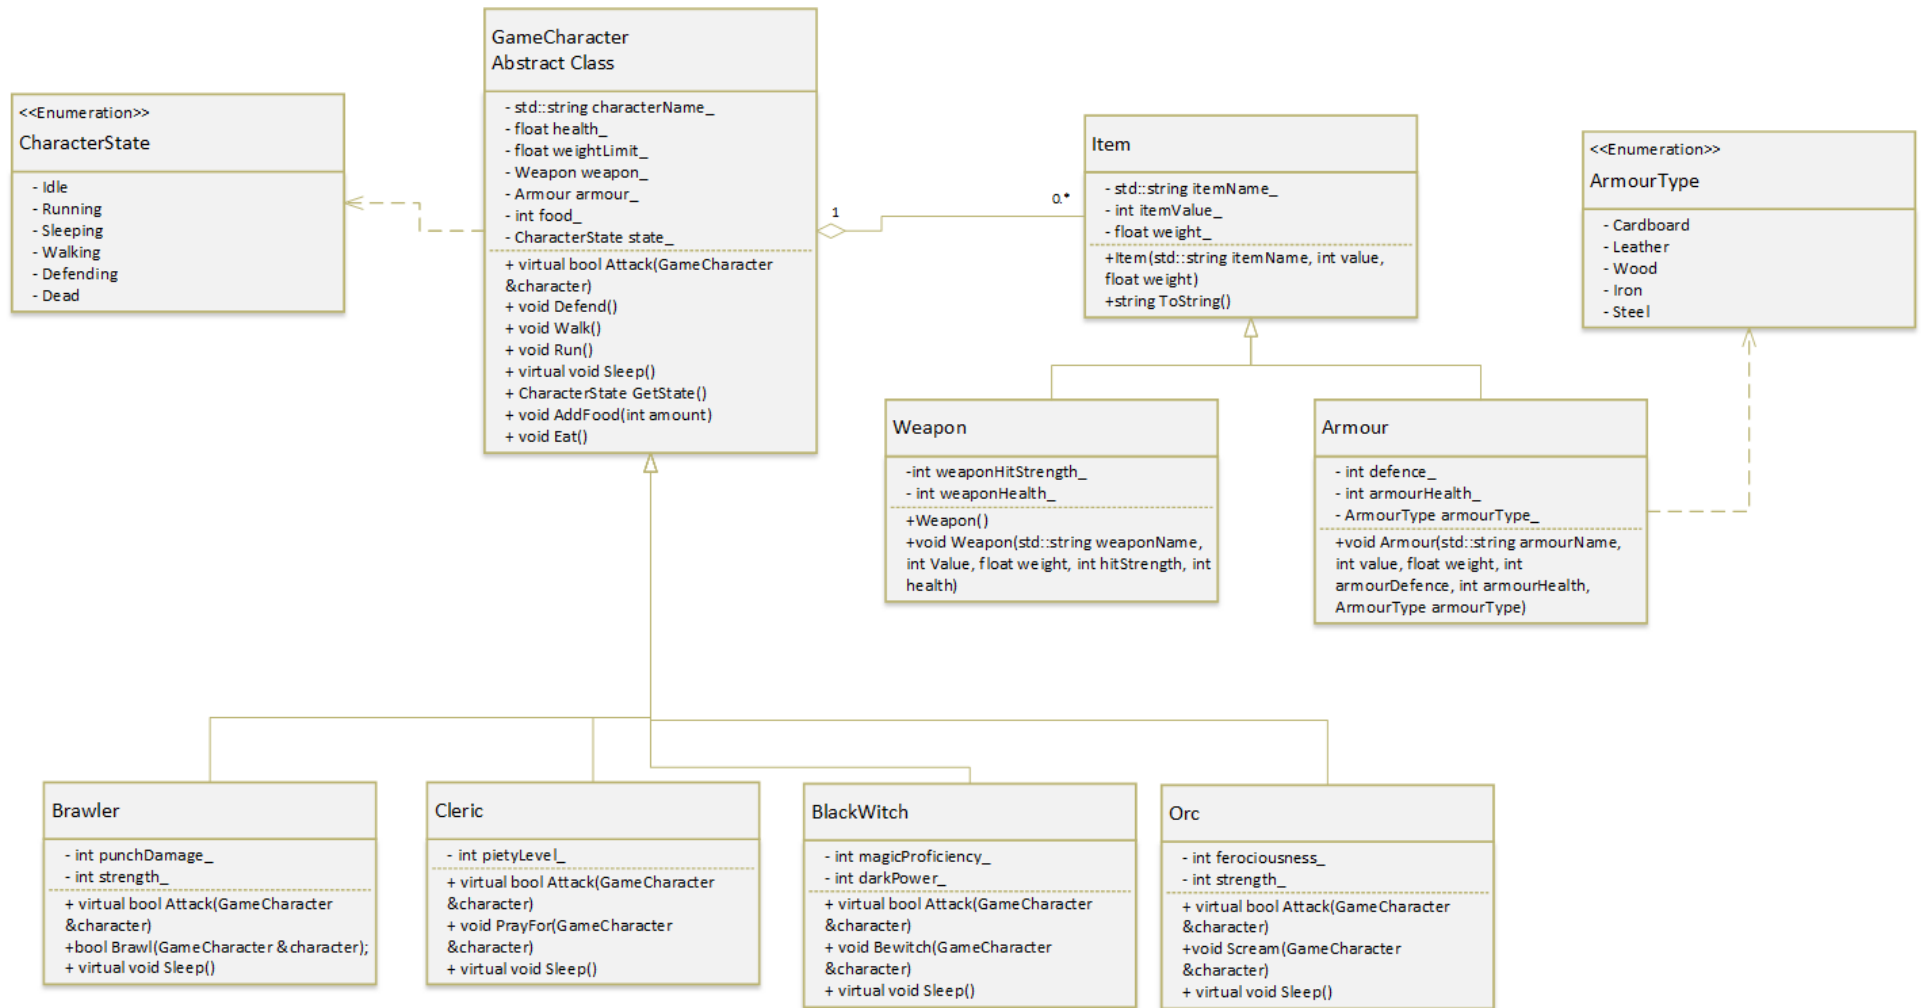 GameCharacter
Abstract Class
- std::string characterName_
- float health_
- float weightLimit_
- Weapon weapon_
- Armour armour_
- int food_
- CharacterState state_
+ virtual bool Attack(GameCharacter
&character)
+ void Defend()
+ void Walk()
+ void Run()
+ virtual void Sleep()
+ CharacterState GetState()
+ void AddFood(int amount)
+ void Eat()
<<Enumeration>>
CharacterState
- Idle
- Running
- Sleeping
- Walking
- Defending
- Dead
1
0.*
Item
- std::string itemName_
- int itemValue_
- float weight_
+Item(std::string itemName, int value,
float weight)
+string ToString()
<<Enumeration>>
ArmourType
- Cardboard
- Leather
- Wood
- Iron
- Steel
Weapon
-int weaponHitStrength_
- int weaponHealth_
+Weapon()
+void Weapon(std::string weaponName,
int Value, float weight, int hitStrength, int
health)
Armour
- int defence_
- int armourHealth_
- ArmourType armourType_
+void Armour(std::string armourName,
int value, float weight, int
armourDefence, int armourHealth,
ArmourType armourType)
Brawler
- int punchDamage_
- int strength_
+ virtual bool Attack(GameCharacter
&character)
+bool Brawl(GameCharacter &character);
+ virtual void Sleep()
Cleric
- int pietyLevel_
+ virtual bool Attack(GameCharacter
&character)
+ void PrayFor(GameCharacter
&character)
+ virtual void Sleep()
BlackWitch
- int magicProficiency_
- int darkPower_
+ virtual bool Attack(GameCharacter
&character)
+ void Bewitch(GameCharacter
&character)
+ virtual void Sleep()
Orc
- int ferociousness_
- int strength_
+ virtual bool Attack(GameCharacter
&character)
+void Scream(GameCharacter
&character)
+ virtual void Sleep()